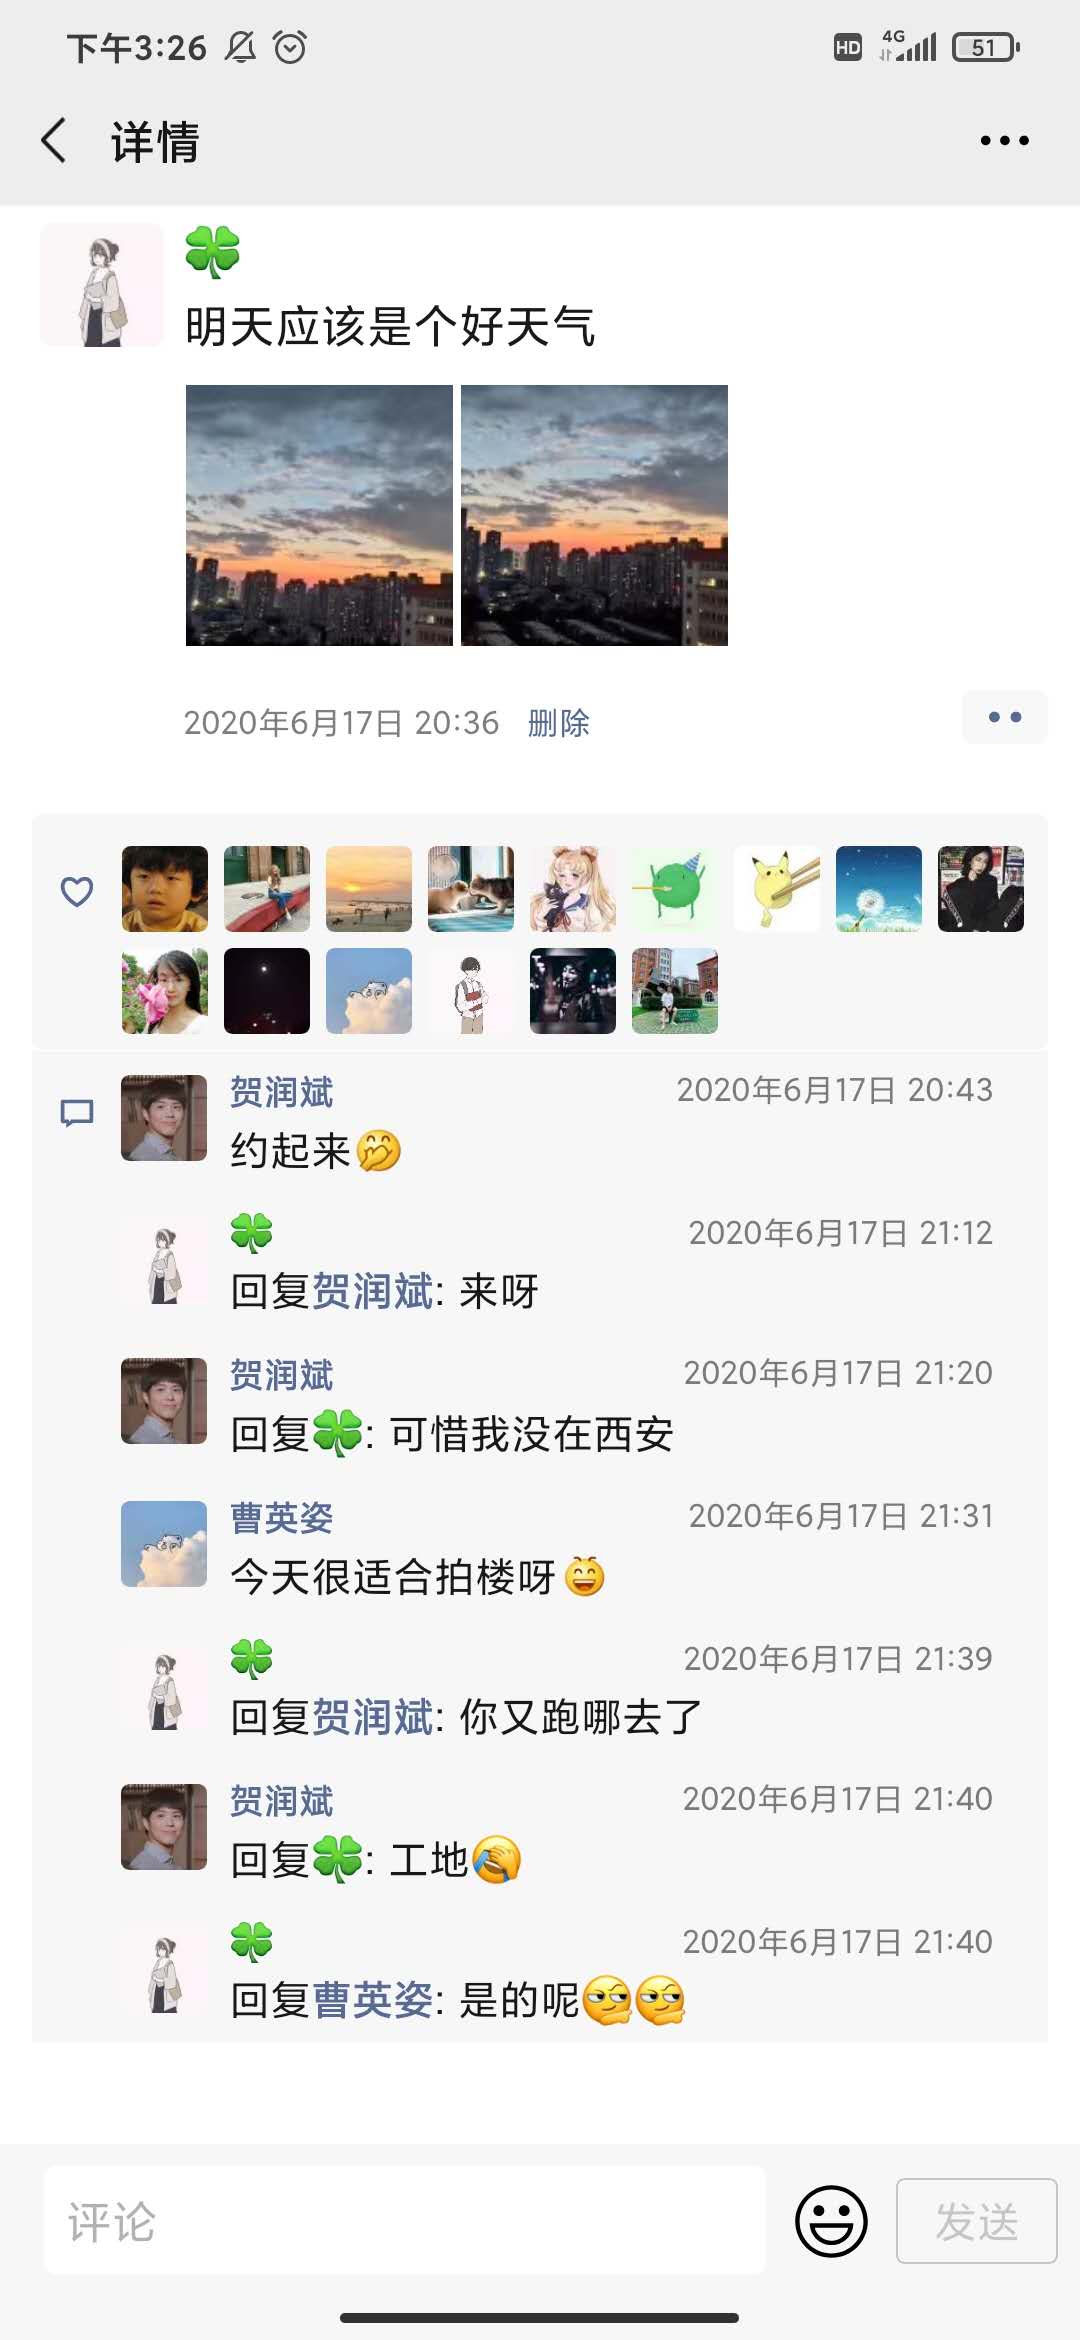 下午3:26 HD 4G 51
详情
🍀
明天应该是个好天气
2020年6月17日 20:36 删除
贺润斌 2020年6月17日 20:43
约起来🤭
🍀 2020年6月17日 21:12
回复贺润斌: 来呀
贺润斌 2020年6月17日 21:20
回复🍀: 可惜我没在西安
曹英姿 2020年6月17日 21:31
今天很适合拍楼呀😄
🍀 2020年6月17日 21:39
回复贺润斌: 你又跑哪去了
贺润斌 2020年6月17日 21:40
回复🍀: 工地🤦
🍀 2020年6月17日 21:40
回复曹英姿: 是的呢
评论 发送